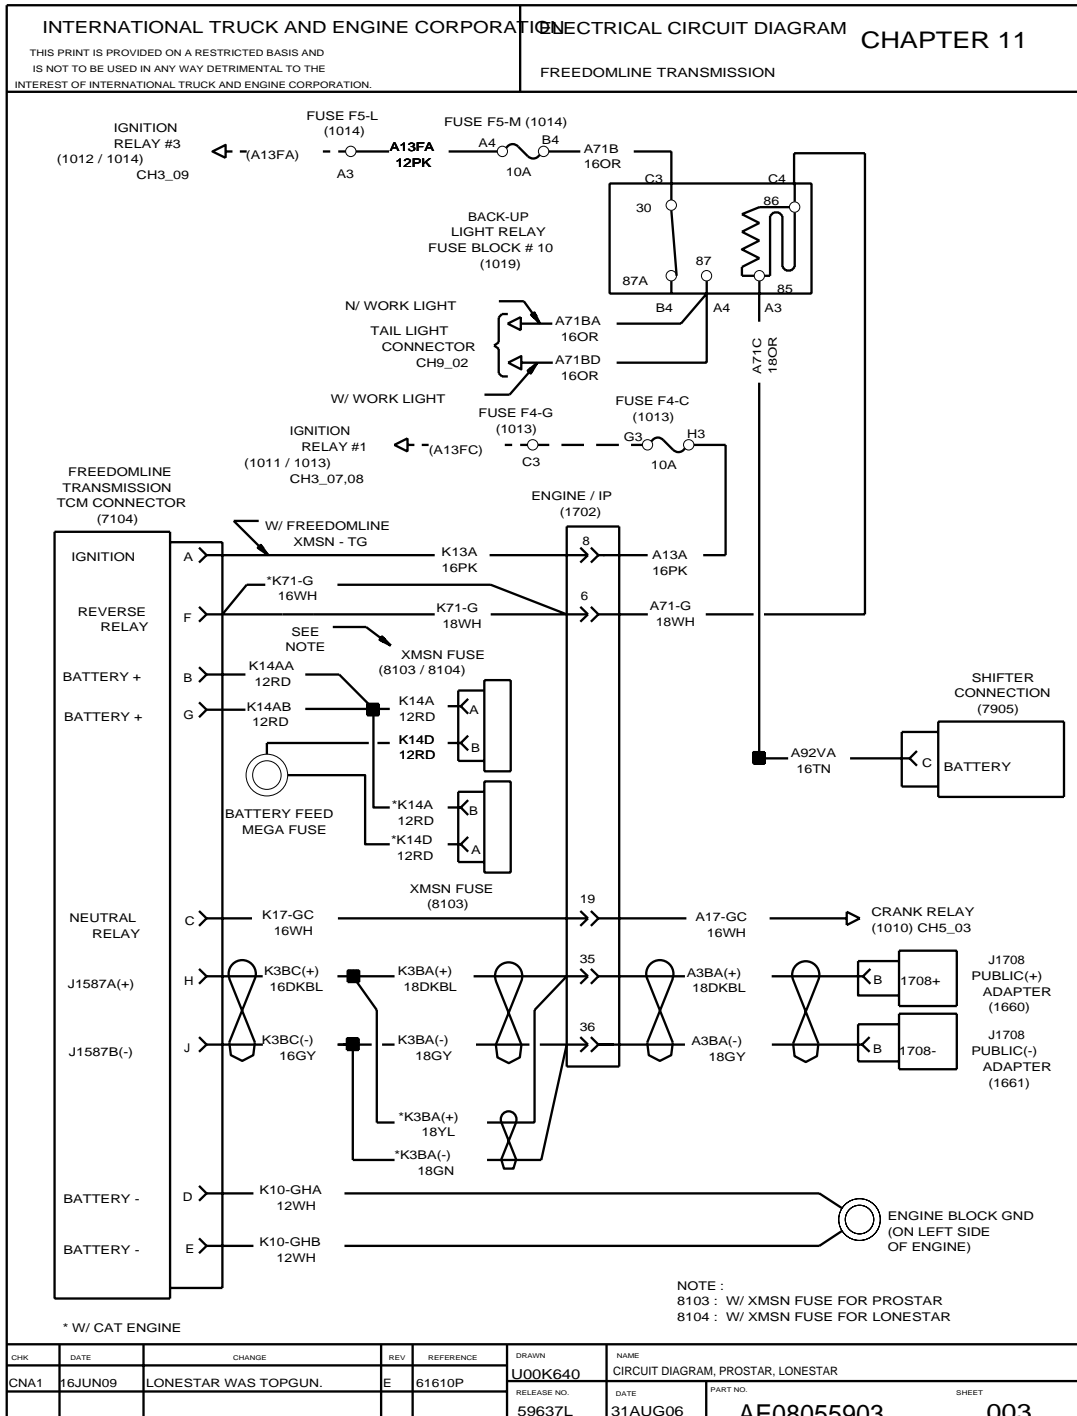 INTERNATIONAL TRUCK AND ENGINE CORPORATION
ELECTRICAL CIRCUIT DIAGRAM
CHAPTER 11
THIS PRINT IS PROVIDED ON A RESTRICTED BASIS AND
IS NOT TO BE USED IN ANY WAY DETRIMENTAL TO THE
INTEREST OF INTERNATIONAL TRUCK AND ENGINE CORPORATION.
FREEDOMLINE TRANSMISSION
IGNITION
RELAY #3
(1012 / 1014)
CH3_09
(A13FA)
FUSE F5-L
(1014)
A3
A13FA
12PK
FUSE F5-M (1014)
A4
B4
10A
A71B
16OR
C3
C4
30
86
87
87A
85
B4
A4
A3
BACK-UP
LIGHT RELAY
FUSE BLOCK # 10
(1019)
N/ WORK LIGHT
TAIL LIGHT
CONNECTOR
CH9_02
A71BA
16OR
A71BD
16OR
W/ WORK LIGHT
A71C
18OR
IGNITION
RELAY #1
(1011 / 1013)
CH3_07,08
(A13FC)
FUSE F4-G
(1013)
C3
FUSE F4-C
(1013)
G3
H3
10A
FREEDOMLINE
TRANSMISSION
TCM CONNECTOR
(7104)
ENGINE / IP
(1702)
W/ FREEDOMLINE
XMSN - TG
IGNITION
A
K13A
16PK
8
A13A
16PK
*K71-G
16WH
REVERSE
RELAY
F
K71-G
18WH
6
A71-G
18WH
SEE
NOTE
XMSN FUSE
(8103 / 8104)
BATTERY +
B
K14AA
12RD
BATTERY +
G
K14AB
12RD
K14A
12RD
A
K14D
12RD
B
BATTERY FEED
MEGA FUSE
*K14A
12RD
B
*K14D
12RD
A
XMSN FUSE
(8103)
SHIFTER
CONNECTION
(7905)
A92VA
16TN
C
BATTERY
NEUTRAL
RELAY
C
K17-GC
16WH
19
A17-GC
16WH
CRANK RELAY
(1010) CH5_03
J1587A(+)
H
K3BC(+)
16DKBL
K3BA(+)
18DKBL
35
A3BA(+)
18DKBL
B
1708+
J1708
PUBLIC(+)
ADAPTER
(1660)
J1587B(-)
J
K3BC(-)
16GY
K3BA(-)
18GY
36
A3BA(-)
18GY
B
1708-
J1708
PUBLIC(-)
ADAPTER
(1661)
*K3BA(+)
18YL
*K3BA(-)
18GN
BATTERY -
D
K10-GHA
12WH
BATTERY -
E
K10-GHB
12WH
ENGINE BLOCK GND
(ON LEFT SIDE
OF ENGINE)
NOTE :
8103 : W/ XMSN FUSE FOR PROSTAR
8104 : W/ XMSN FUSE FOR LONESTAR
* W/ CAT ENGINE
CHK DATE CHANGE REV REFERENCE
CNA1 16JUN09 LONESTAR WAS TOPGUN. E 61610P
DRAWN
U00K640
NAME
CIRCUIT DIAGRAM, PROSTAR, LONESTAR
RELEASE NO.
59637L
DATE
31AUG06
PART NO.
AE08055903
SHEET
003